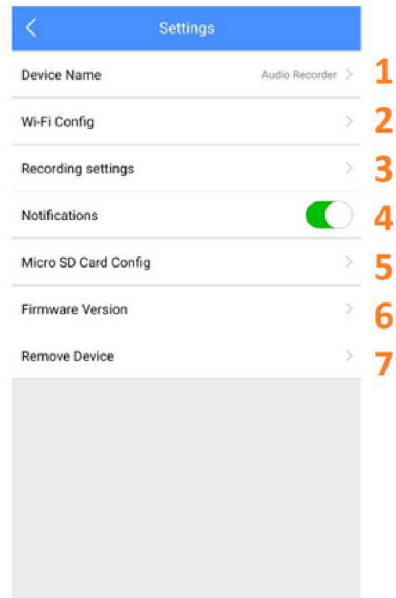 Settings
Device Name Audio Recorder 1
Wi-Fi Config 2
Recording settings 3
Notifications 4
Micro SD Card Config 5
Firmware Version 6
Remove Device 7